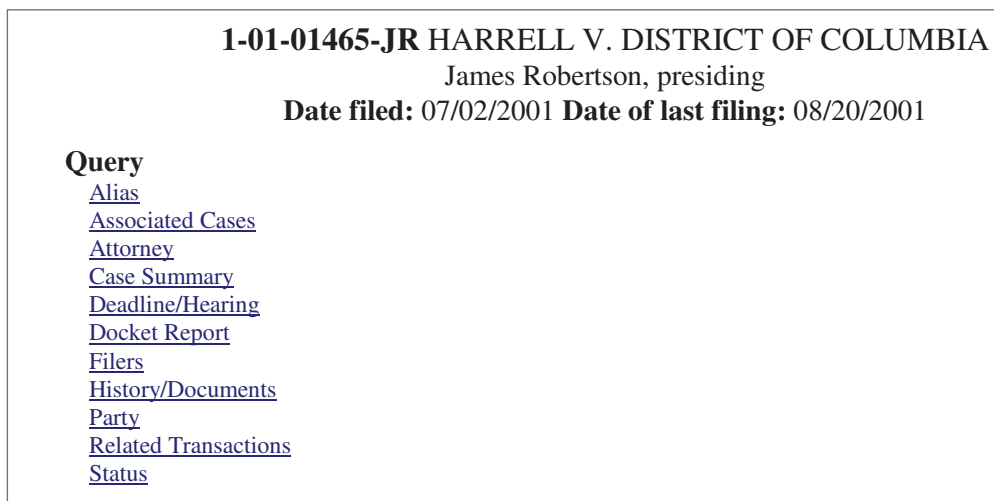 1-01-01465-JR HARRELL V. DISTRICT OF COLUMBIA
James Robertson, presiding
Date filed: 07/02/2001 Date of last filing: 08/20/2001
Query
Alias
Associated Cases
Attorney
Case Summary
Deadline/Hearing
Docket Report
Filers
History/Documents
Party
Related Transactions
Status